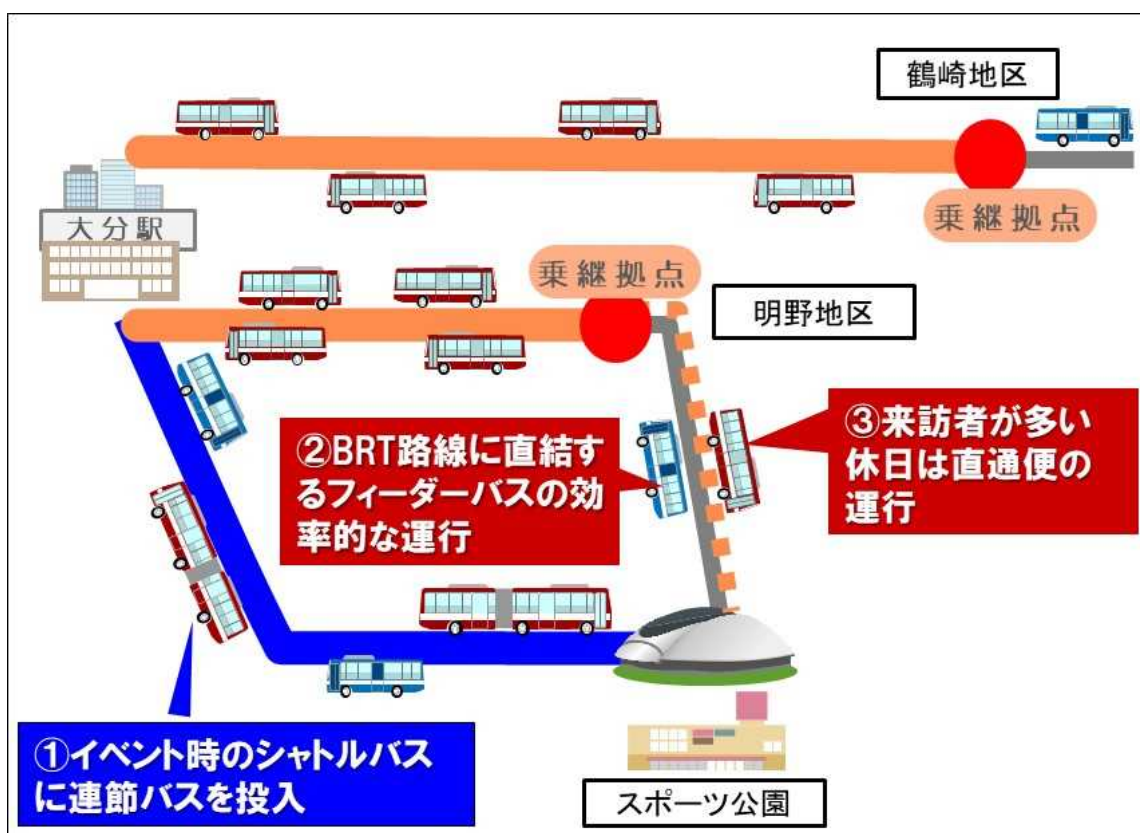 鶴崎地区
大分駅
乗継拠点
乗継拠点
明野地区
②BRT路線に直結す
るフィーダーバスの効
率的な運行
③来訪者が多い
休日は直通便の
運行
①イベント時のシャトルバス
に連節バスを投入
スポーツ公園